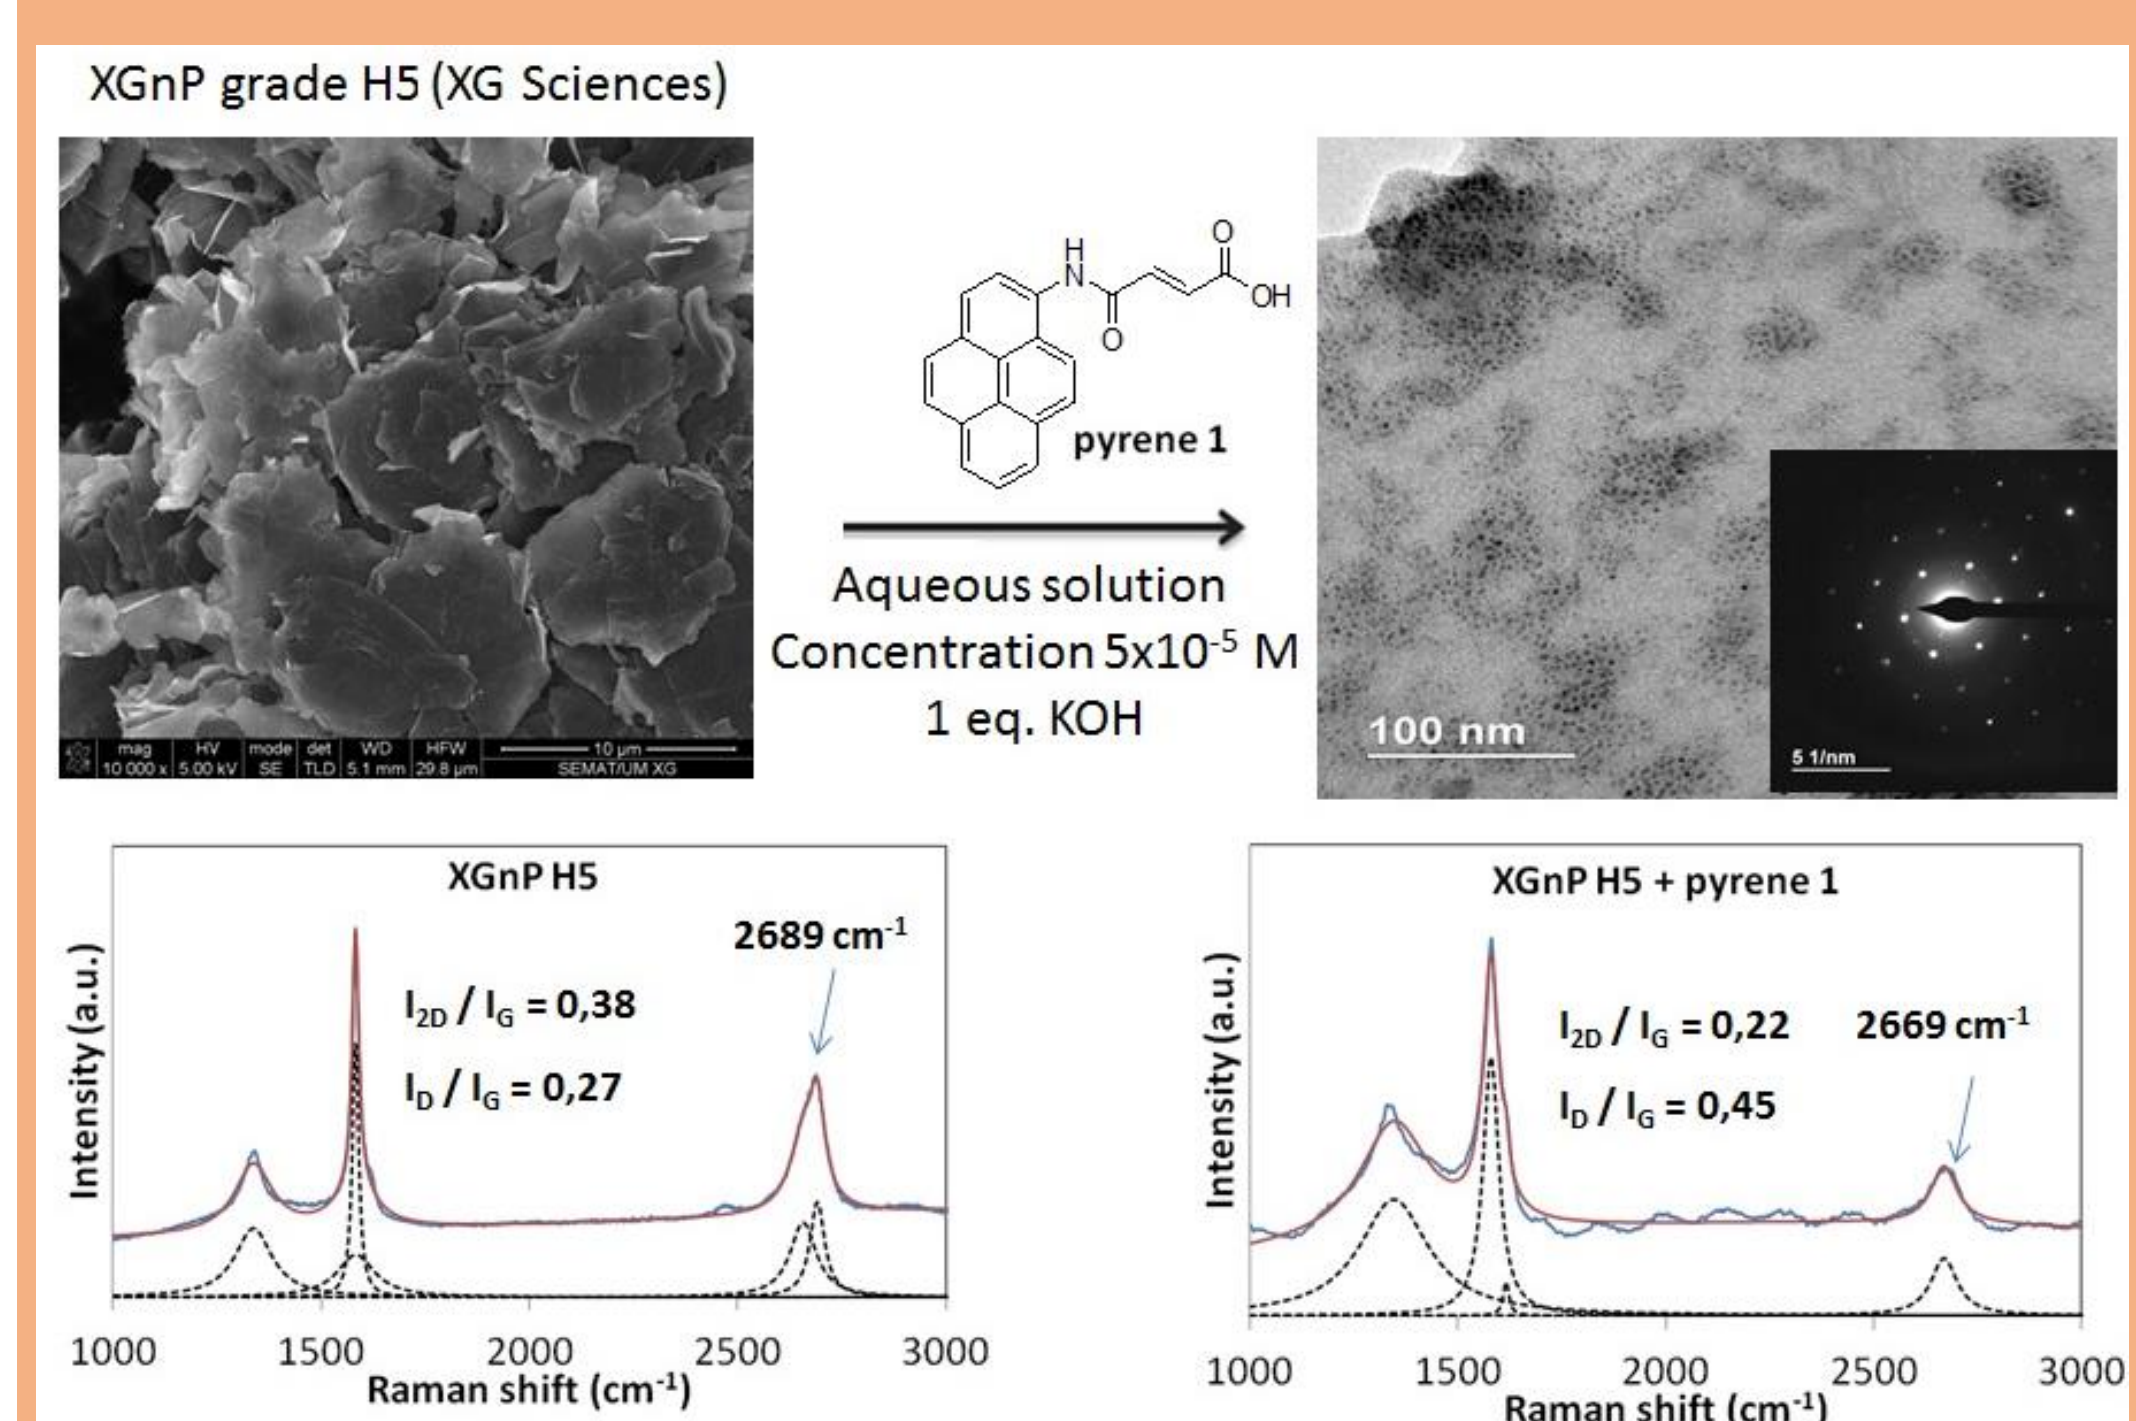 XGnP grade H5 (XG Sciences)
mag HV mode det WD HFW 10 µm
10 000 x 5.00 kV SE TLD 5.1 mm 29.8 µm SEMAT/UM XG
H
N
O
O
OH
pyrene 1
Aqueous solution
Concentration 5x10⁻⁵ M
1 eq. KOH
100 nm
5 1/nm
XGnP H5
2689 cm⁻¹
I2D / IG = 0,38
ID / IG = 0,27
Intensity (a.u.)
1000 1500 2000 2500 3000
Raman shift (cm⁻¹)
XGnP H5 + pyrene 1
I2D / IG = 0,22
2669 cm⁻¹
ID / IG = 0,45
Intensity (a.u.)
1000 1500 2000 2500 3000
Raman shift (cm⁻¹)